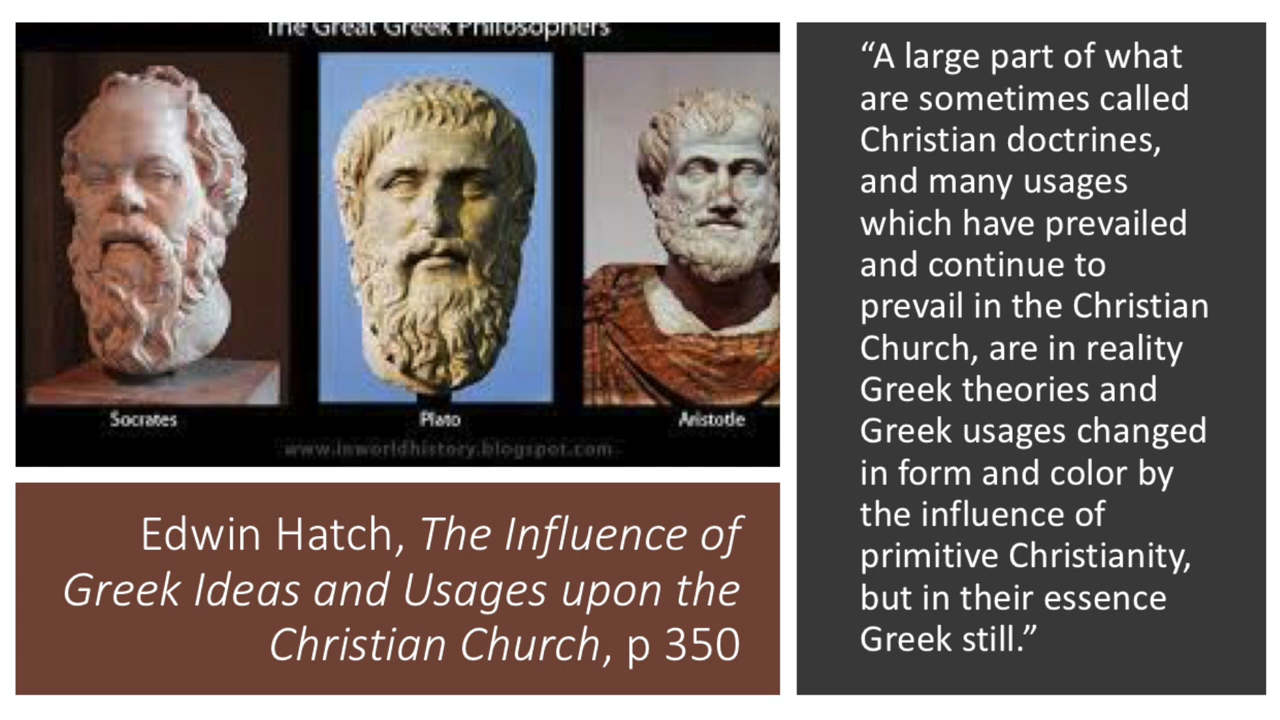 The Great Greek Philosophers
Socrates
Plato
Aristotle
www.inworldhistory.blogspot.com
Edwin Hatch, The Influence of
Greek Ideas and Usages upon the
Christian Church, p 350
“A large part of what
are sometimes called
Christian doctrines,
and many usages
which have prevailed
and continue to
prevail in the Christian
Church, are in reality
Greek theories and
Greek usages changed
in form and color by
the influence of
primitive Christianity,
but in their essence
Greek still.”